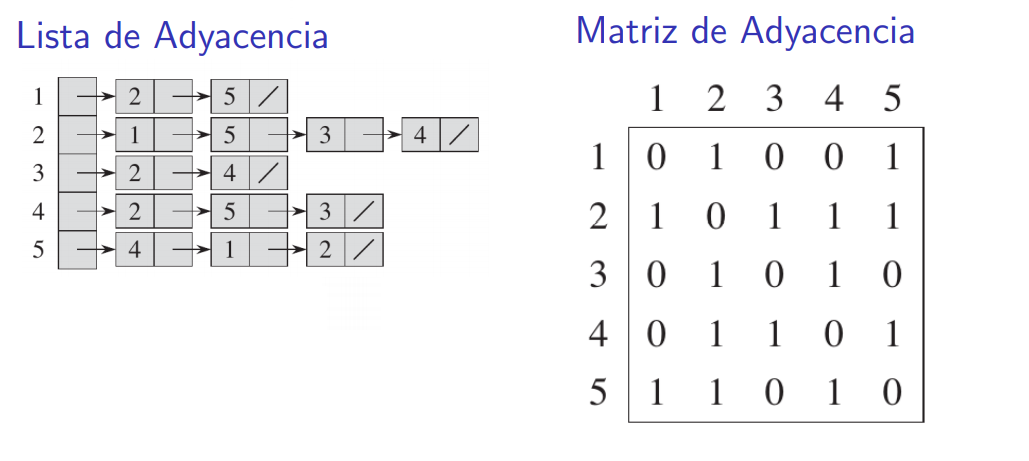 Lista de Adyacencia
1 2 5 /
2 1 5 3 4 /
3 2 4 /
4 2 5 3 /
5 4 1 2 /
Matriz de Adyacencia
1 2 3 4 5
1 0 1 0 0 1
2 1 0 1 1 1
3 0 1 0 1 0
4 0 1 1 0 1
5 1 1 0 1 0